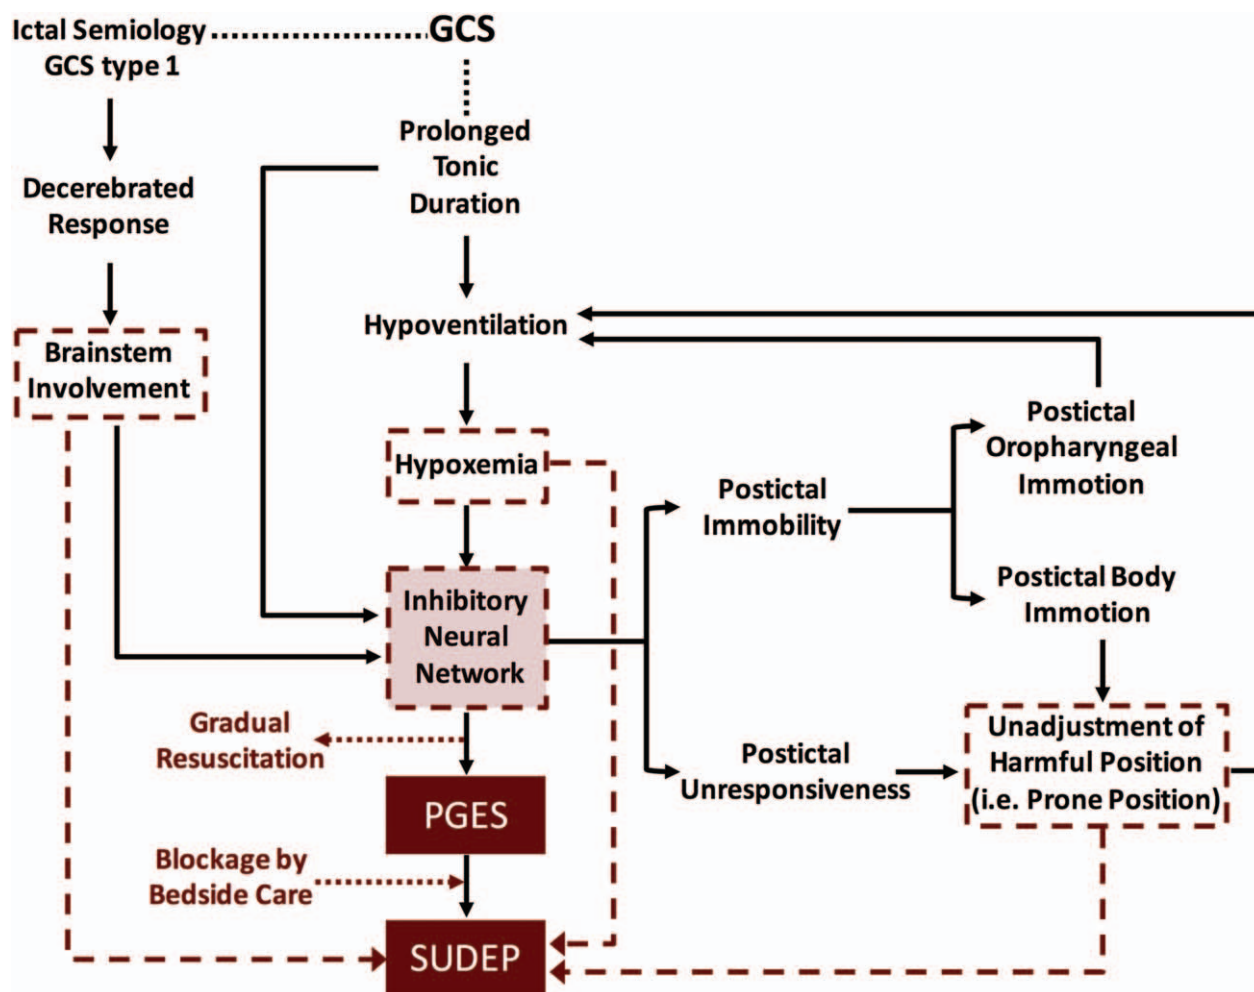 Ictal Semiology
GCS type 1
GCS
Prolonged
Tonic
Duration
Decerebrated
Response
Hypoventilation
Brainstem
Involvement
Hypoxemia
Postictal
Oropharyngeal
Immotion
Postictal
Immobility
Postictal Body
Immotion
Inhibitory
Neural
Network
Gradual
Resuscitation
Postictal
Unresponsiveness
Unadjustment of
Harmful Position
(i.e. Prone Position)
PGES
Blockage by
Bedside Care
SUDEP